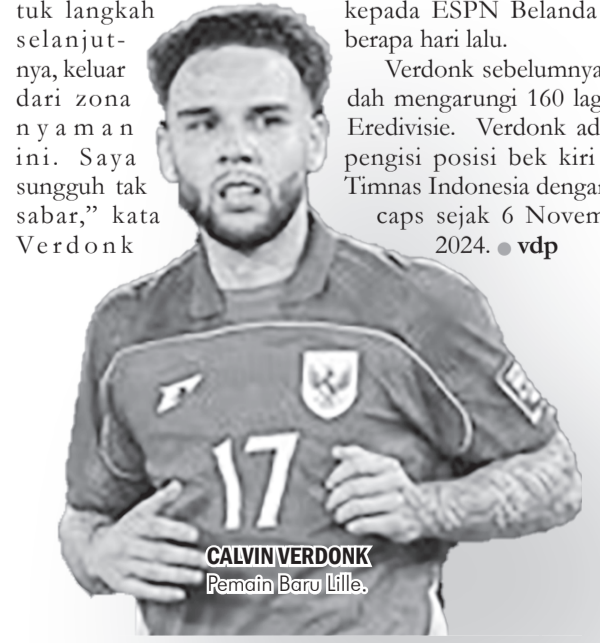 tuk langkah
selanjut-
nya, keluar
dari zona
nyaman
ini. Saya
sungguh tak
sabar,” kata
Verdonk
kepada ESPN Belanda
berapa hari lalu.
Verdonk sebelumnya
dah mengarungi 160 lag
Eredivisie. Verdonk ad
pengisi posisi bek kiri
Timnas Indonesia dengan
caps sejak 6 Novem
2024. ● vdp
17
CALVIN VERDONK
Pemain Baru Lille.